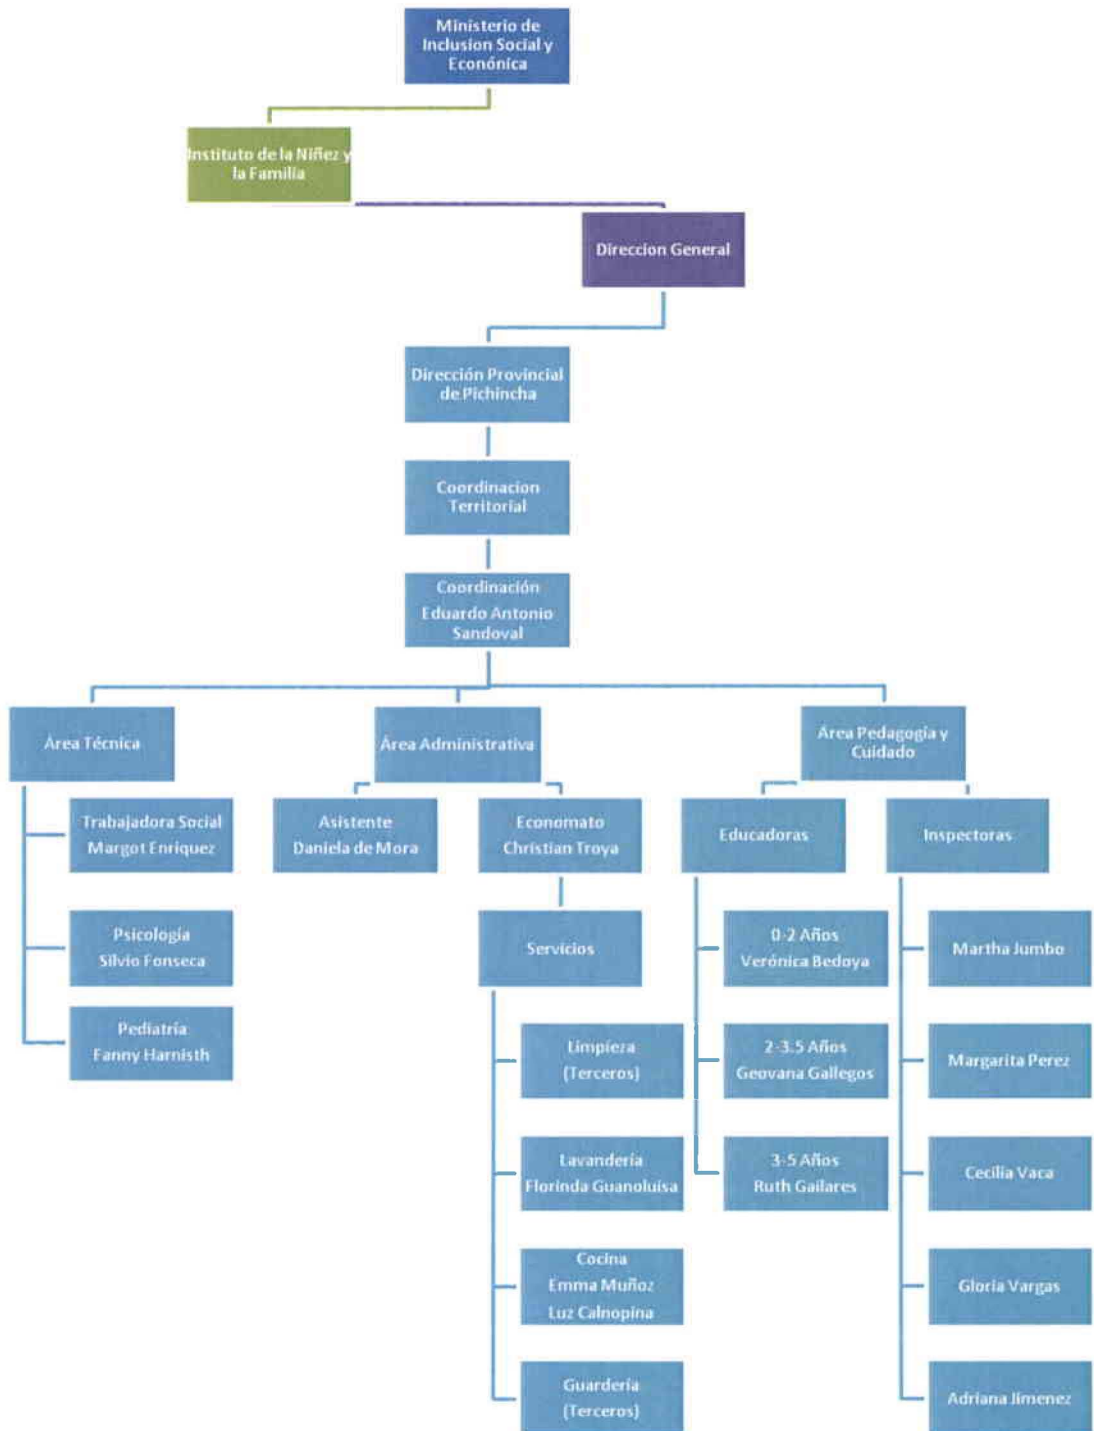 Ministerio de
Inclusion Social y
Económica
Instituto de la Niñez y
la Familia
Direccion General
Dirección Provincial
de Pichincha
Coordinacion
Territorial
Coordinación
Eduardo Antonio
Sandoval
Área Técnica
Área Administrativa
Área Pedagogía y
Cuidado
Trabajadora Social
Margot Enriquez
Asistente
Daniela de Mora
Economato
Christian Troya
Educadoras
Inspectoras
Psicología
Silvio Fonseca
Servicios
0-2 Años
Verónica Bedoya
Martha Jumbo
Pediatría
Fanny Harnisth
Limpieza
(Terceros)
2-3.5 Años
Geovana Gallegos
Margarita Perez
Lavandería
Florinda Guanoluisa
3-5 Años
Ruth Gailares
Cecilia Vaca
Cocina
Emma Muñoz
Luz Calnopina
Gloria Vargas
Guardería
(Terceros)
Adriana Jimenez